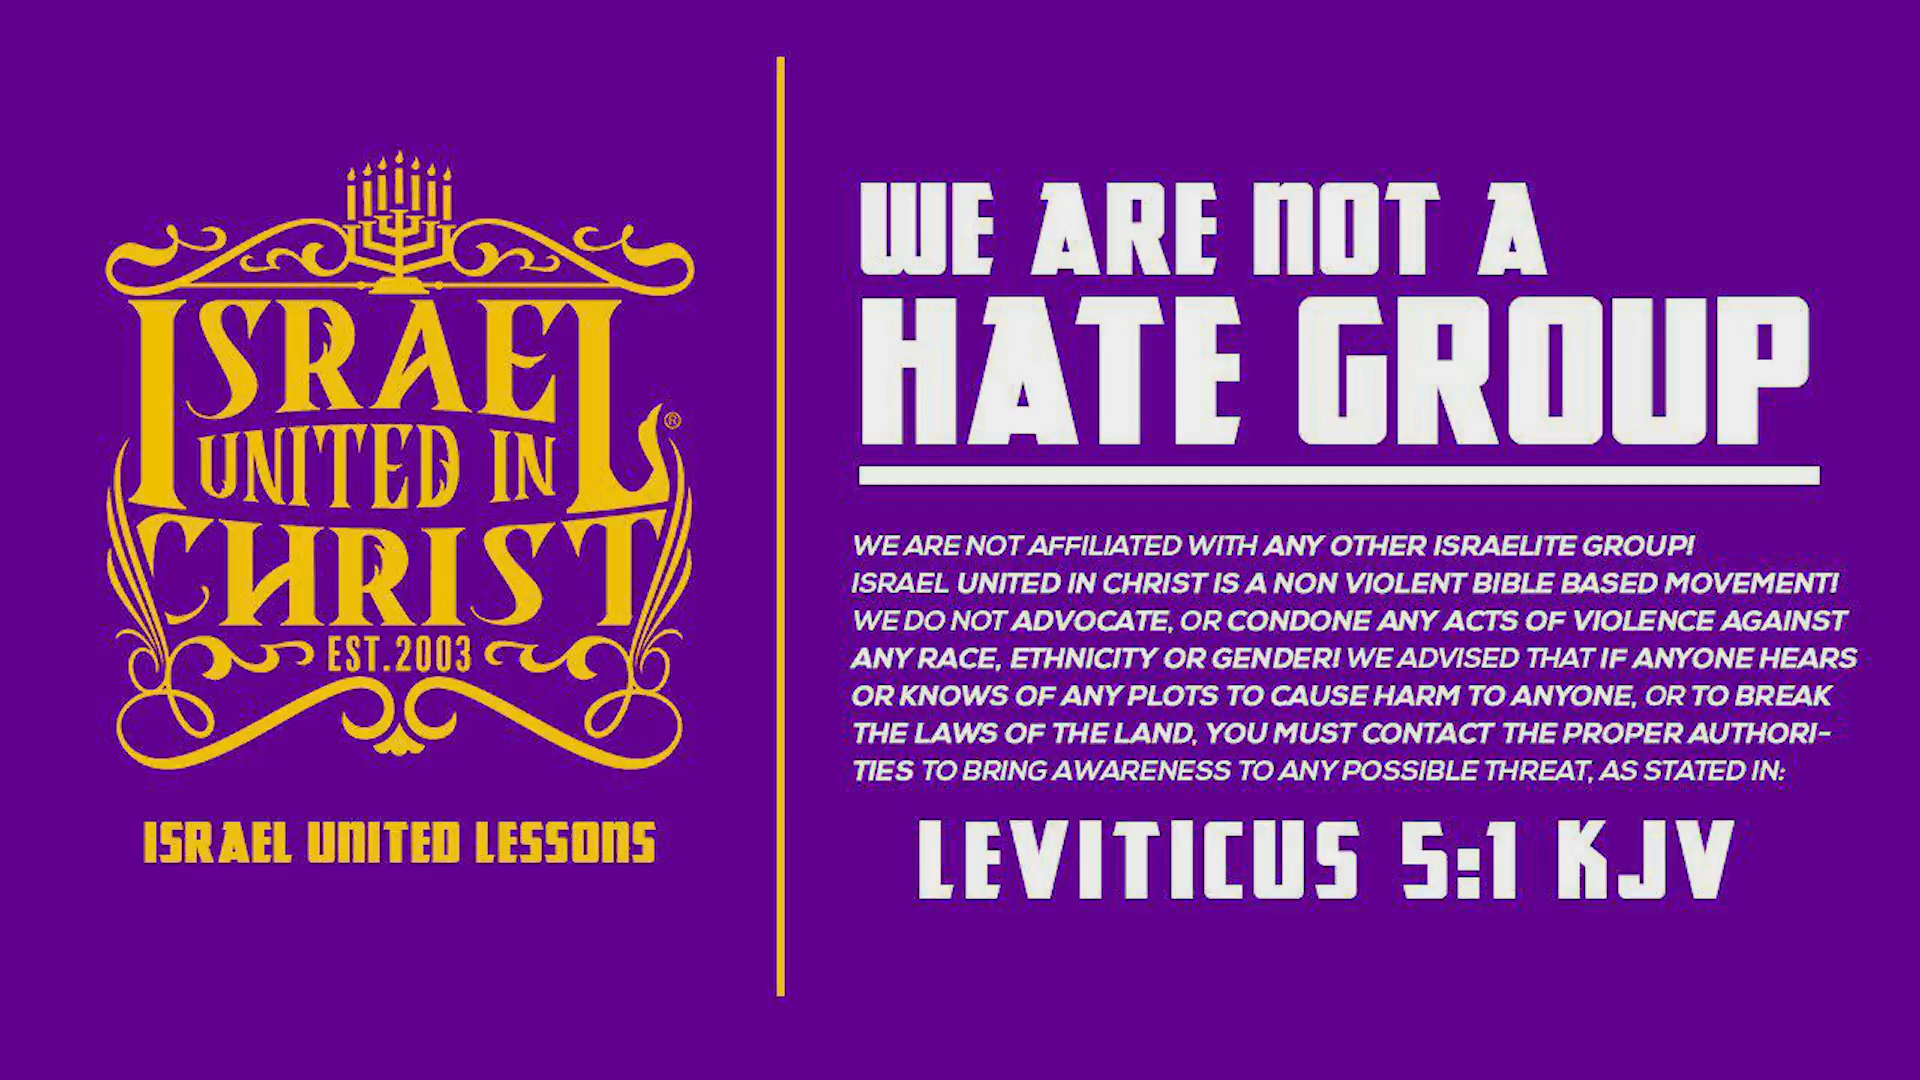 ISRAEL
UNITED IN
CHRIST
®
EST.2003
ISRAEL UNITED LESSONS
WE ARE NOT A
HATE GROUP
WE ARE NOT AFFILIATED WITH ANY OTHER ISRAELITE GROUP!
ISRAEL UNITED IN CHRIST IS A NON VIOLENT BIBLE BASED MOVEMENT!
WE DO NOT ADVOCATE, OR CONDONE ANY ACTS OF VIOLENCE AGAINST
ANY RACE, ETHNICITY OR GENDER! WE ADVISED THAT IF ANYONE HEARS
OR KNOWS OF ANY PLOTS TO CAUSE HARM TO ANYONE, OR TO BREAK
THE LAWS OF THE LAND, YOU MUST CONTACT THE PROPER AUTHORI-
TIES TO BRING AWARENESS TO ANY POSSIBLE THREAT, AS STATED IN:
LEVITICUS 5:1 KJV